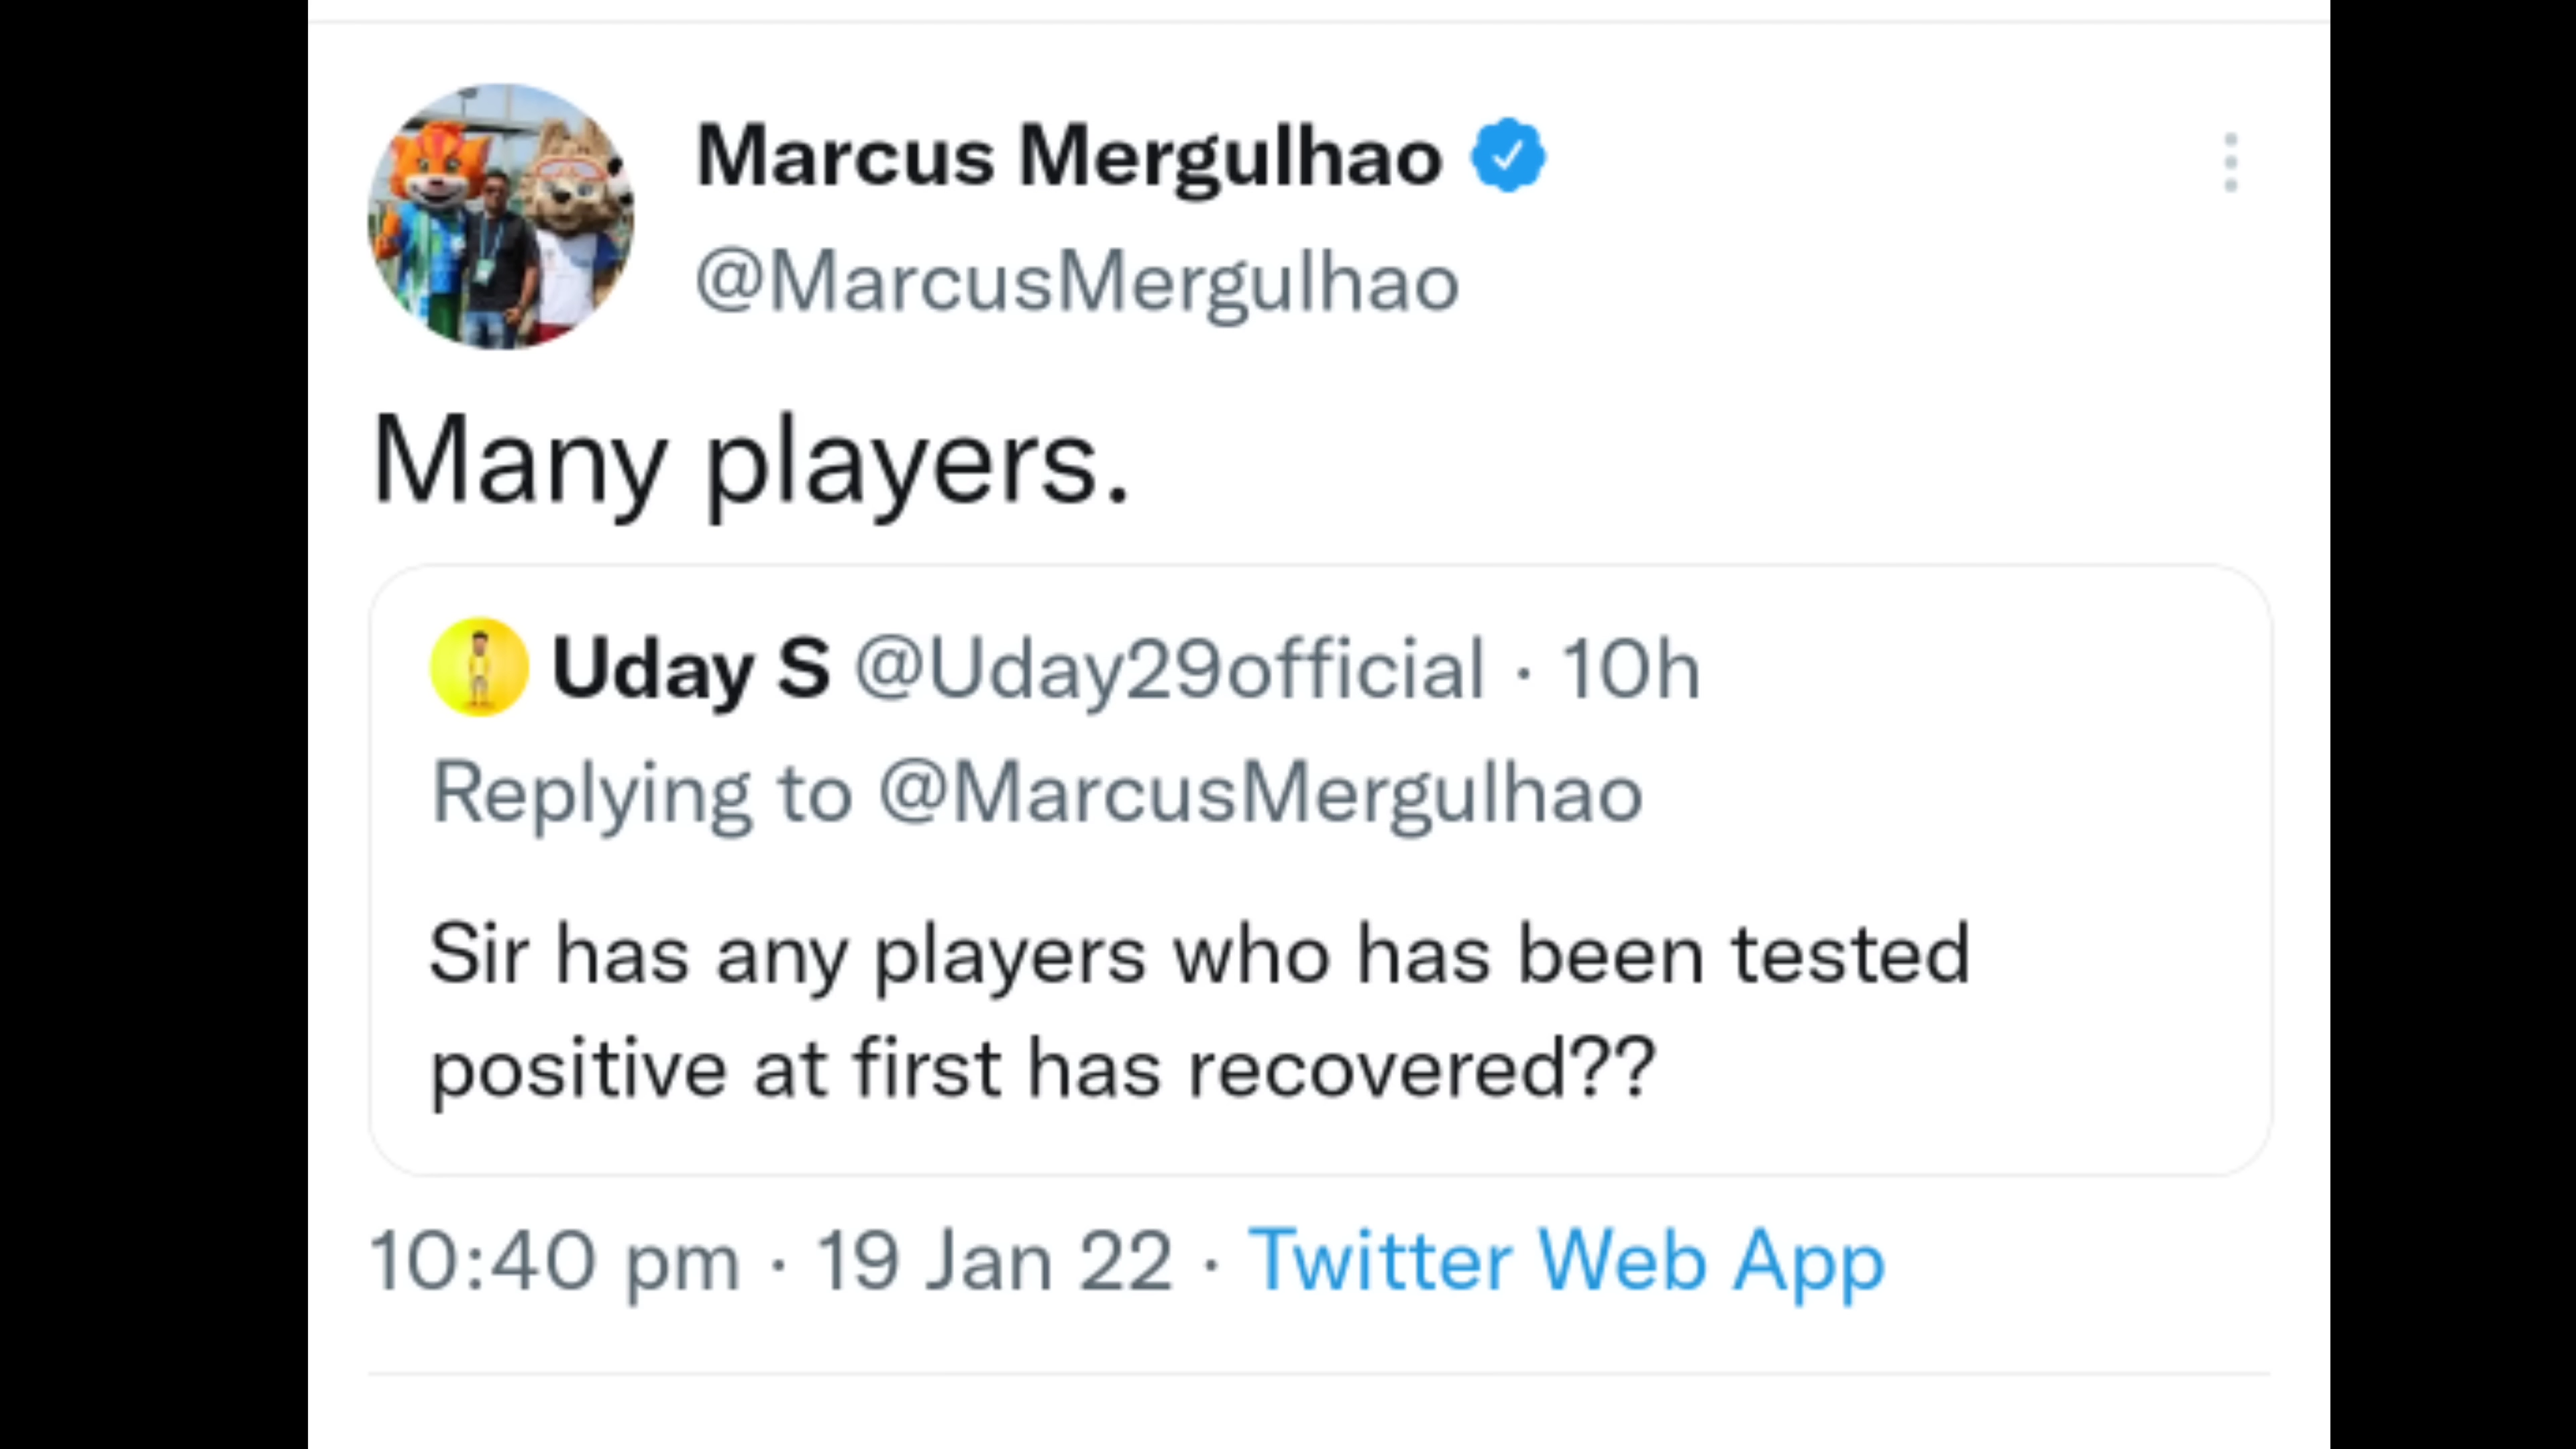 Marcus Mergulhao
@MarcusMergulhao
Many players.
Uday S @Uday29official · 10h
Replying to @MarcusMergulhao
Sir has any players who has been tested
positive at first has recovered??
10:40 pm · 19 Jan 22 · Twitter Web App